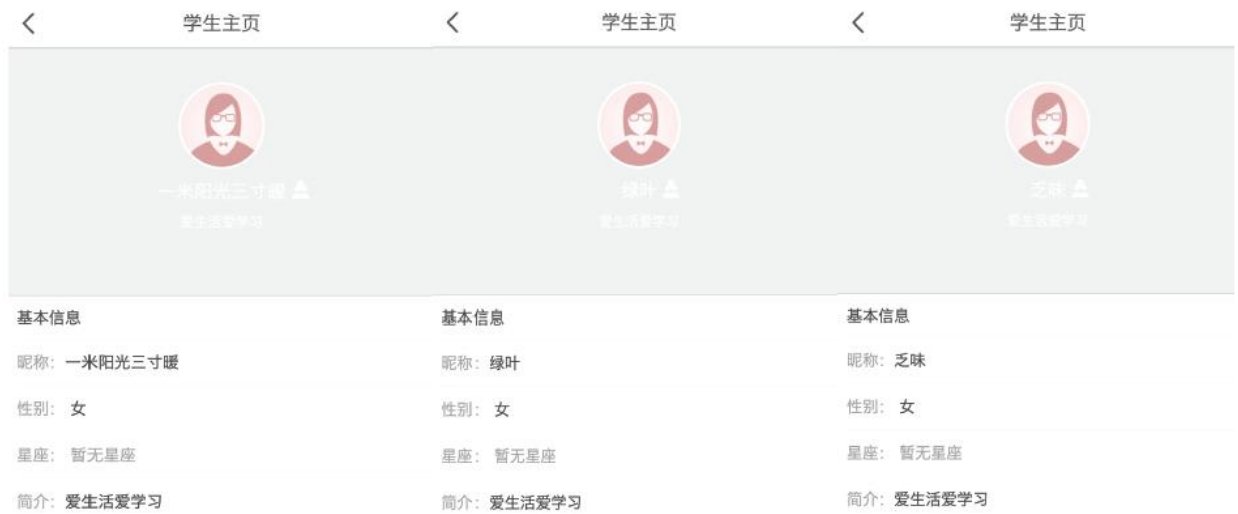 学生主页
一米阳光三寸暖
爱生活爱学习
基本信息
昵称: 一米阳光三寸暖
性别: 女
星座: 暂无星座
简介: 爱生活爱学习
学生主页
绿叶
爱生活爱学习
基本信息
昵称: 绿叶
性别: 女
星座: 暂无星座
简介: 爱生活爱学习
学生主页
乏味
爱生活爱学习
基本信息
昵称: 乏味
性别: 女
星座: 暂无星座
简介: 爱生活爱学习